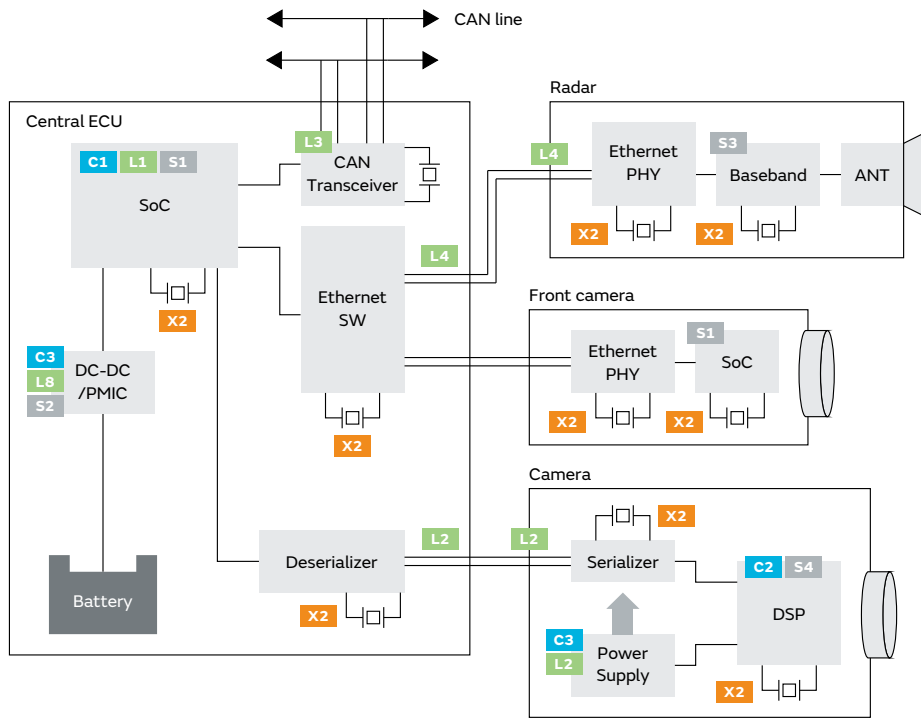 CAN line
Radar
Central ECU
L3
CAN
Transceiver
C1 L1 S1
SoC
L4
Ethernet
PHY
S3
Baseband
ANT
X2
X2
L4
Ethernet
SW
X2
Front camera
S1
Ethernet
PHY
SoC
C3
L8
S2
DC-DC
/PMIC
X2
X2
X2
Camera
X2
L2
L2
Deserializer
Serializer
C2 S4
DSP
Battery
X2
C3
L2
Power
Supply
X2